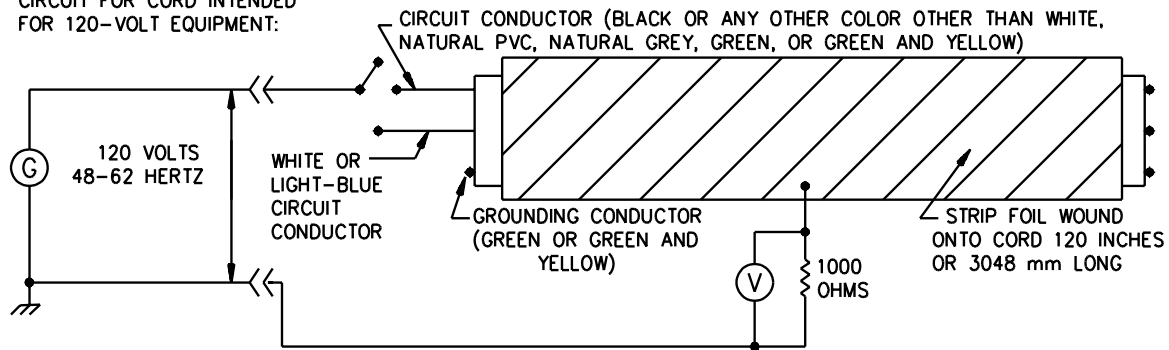 CIRCUIT FOR CORD INTENDED
FOR 120-VOLT EQUIPMENT:
CIRCUIT CONDUCTOR (BLACK OR ANY OTHER COLOR OTHER THAN WHITE,
NATURAL PVC, NATURAL GREY, GREEN, OR GREEN AND YELLOW)
G
120 VOLTS
48-62 HERTZ
WHITE OR
LIGHT-BLUE
CIRCUIT
CONDUCTOR
GROUNDING CONDUCTOR
(GREEN OR GREEN AND
YELLOW)
V
1000
OHMS
STRIP FOIL WOUND
ONTO CORD 120 INCHES
OR 3048 mm LONG